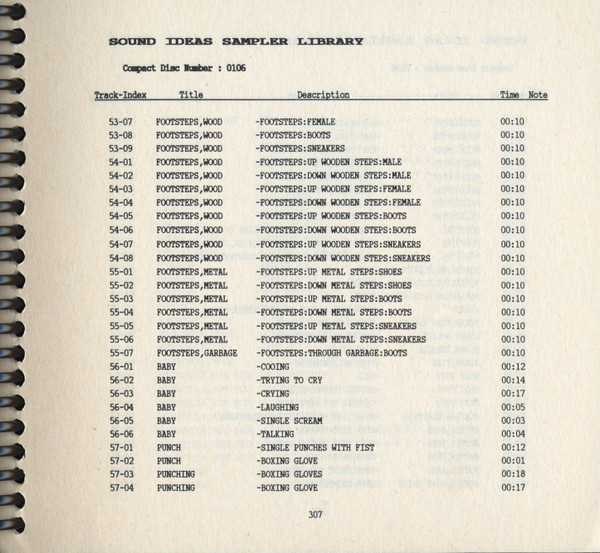 SOUND IDEAS SAMPLER LIBRARY
Compact Disc Number : 0106
Track-Index Title Description Time Note
53-07 FOOTSTEPS,WOOD -FOOTSTEPS:FEMALE 00:10
53-08 FOOTSTEPS,WOOD -FOOTSTEPS:BOOTS 00:10
53-09 FOOTSTEPS,WOOD -FOOTSTEPS:SNEAKERS 00:10
54-01 FOOTSTEPS,WOOD -FOOTSTEPS:UP WOODEN STEPS:MALE 00:10
54-02 FOOTSTEPS,WOOD -FOOTSTEPS:DOWN WOODEN STEPS:MALE 00:10
54-03 FOOTSTEPS,WOOD -FOOTSTEPS:UP WOODEN STEPS:FEMALE 00:10
54-04 FOOTSTEPS,WOOD -FOOTSTEPS:DOWN WOODEN STEPS:FEMALE 00:10
54-05 FOOTSTEPS,WOOD -FOOTSTEPS:UP WOODEN STEPS:BOOTS 00:10
54-06 FOOTSTEPS,WOOD -FOOTSTEPS:DOWN WOODEN STEPS:BOOTS 00:10
54-07 FOOTSTEPS,WOOD -FOOTSTEPS:UP WOODEN STEPS:SNEAKERS 00:10
54-08 FOOTSTEPS,WOOD -FOOTSTEPS:DOWN WOODEN STEPS:SNEAKERS 00:10
55-01 FOOTSTEPS,METAL -FOOTSTEPS:UP METAL STEPS:SHOES 00:10
55-02 FOOTSTEPS,METAL -FOOTSTEPS:DOWN METAL STEPS:SHOES 00:10
55-03 FOOTSTEPS,METAL -FOOTSTEPS:UP METAL STEPS:BOOTS 00:10
55-04 FOOTSTEPS,METAL -FOOTSTEPS:DOWN METAL STEPS:BOOTS 00:10
55-05 FOOTSTEPS,METAL -FOOTSTEPS:UP METAL STEPS:SNEAKERS 00:10
55-06 FOOTSTEPS,METAL -FOOTSTEPS:DOWN METAL STEPS:SNEAKERS 00:10
55-07 FOOTSTEPS,GARBAGE -FOOTSTEPS:THROUGH GARBAGE:BOOTS 00:10
56-01 BABY -COOING 00:12
56-02 BABY -TRYING TO CRY 00:14
56-03 BABY -CRYING 00:17
56-04 BABY -LAUGHING 00:05
56-05 BABY -SINGLE SCREAM 00:03
56-06 BABY -TALKING 00:04
57-01 PUNCH -SINGLE PUNCHES WITH FIST 00:12
57-02 PUNCH -BOXING GLOVE 00:01
57-03 PUNCHING -BOXING GLOVES 00:18
57-04 PUNCHING -BOXING GLOVE 00:17
307